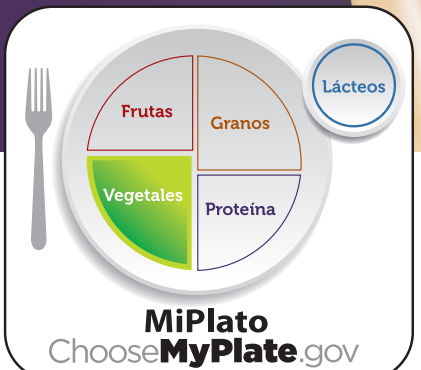 Frutas
Granos
Lácteos
Vegetales
Proteína
MiPlato
ChooseMyPlate.gov